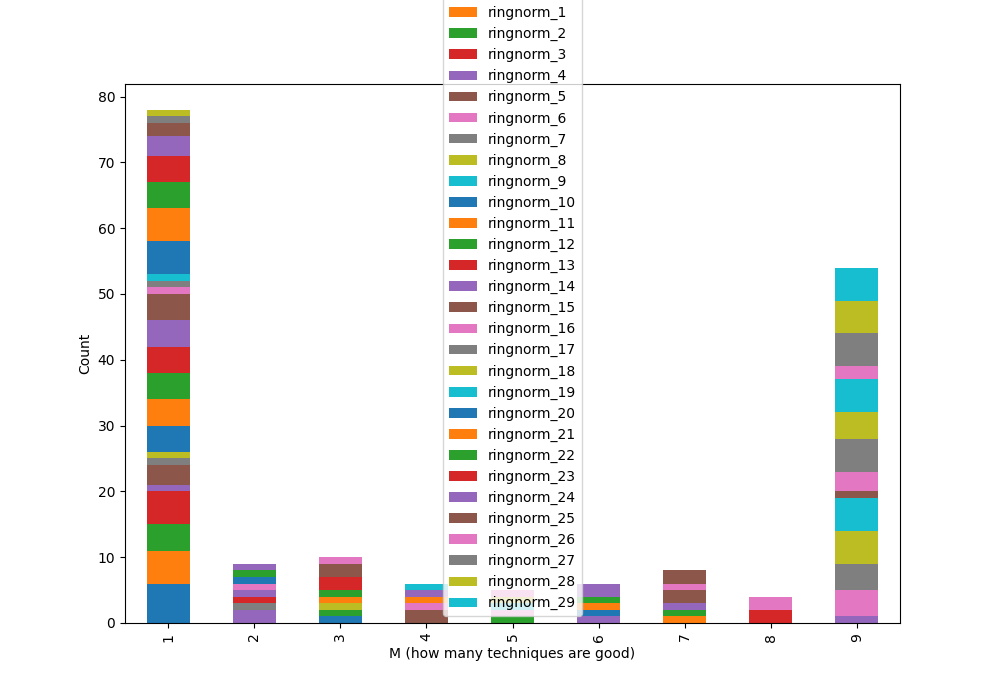 ringnorm_1
ringnorm_2
ringnorm_3
ringnorm_4
ringnorm_5
ringnorm_6
ringnorm_7
ringnorm_8
ringnorm_9
ringnorm_10
ringnorm_11
ringnorm_12
ringnorm_13
ringnorm_14
ringnorm_15
ringnorm_16
ringnorm_17
ringnorm_18
ringnorm_19
ringnorm_20
ringnorm_21
ringnorm_22
ringnorm_23
ringnorm_24
ringnorm_25
ringnorm_26
ringnorm_27
ringnorm_28
ringnorm_29
80
70
60
50
40
30
20
10
0
Count
1 2 3 4 5 6 7 8 9
M (how many techniques are good)